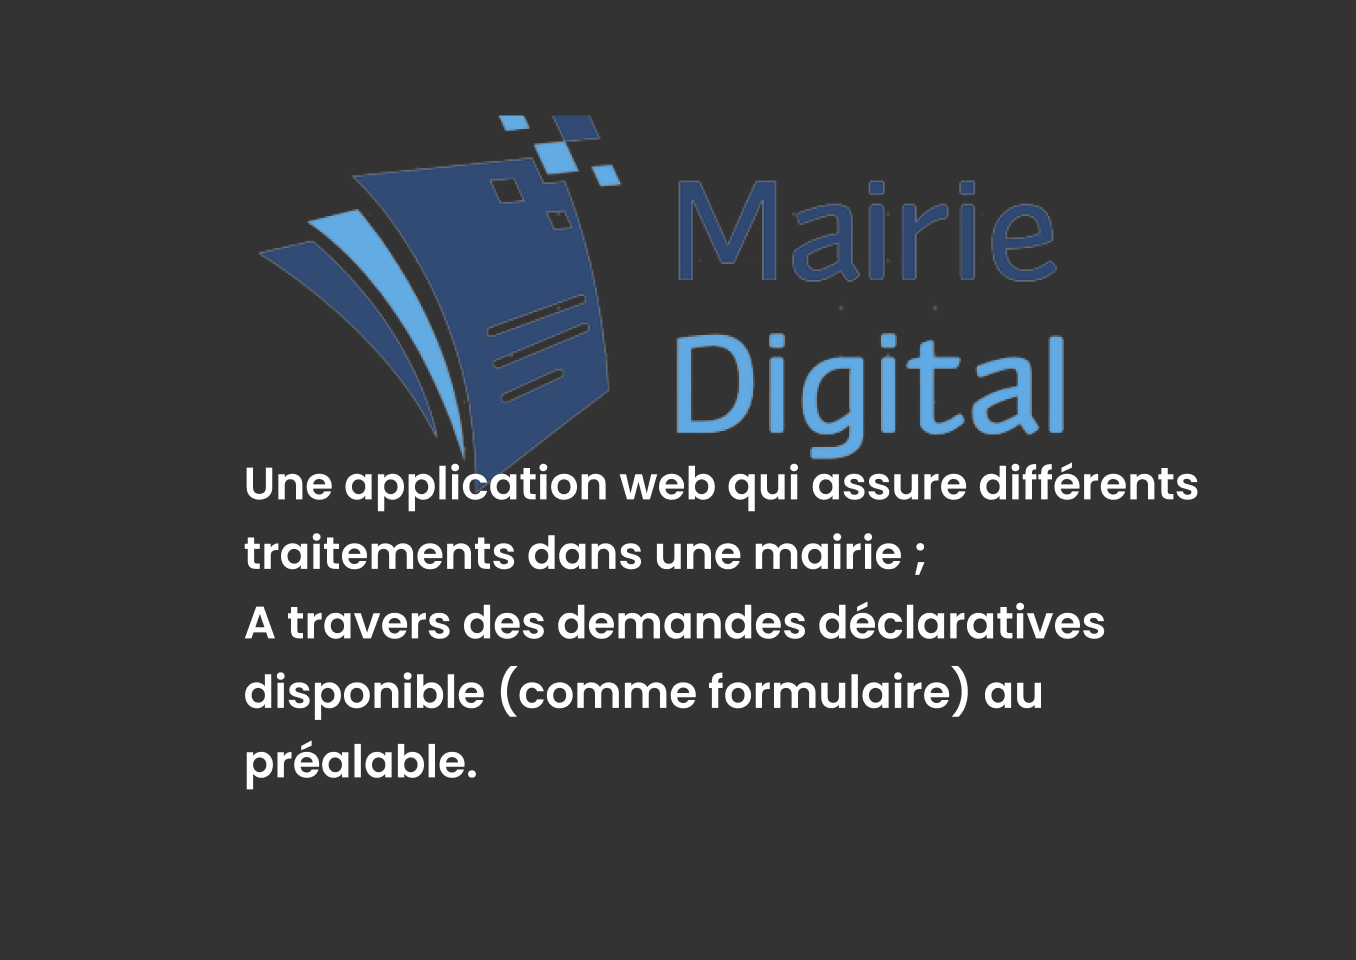 Mairie
Digital
Une application web qui assure différents
traitements dans une mairie ;
A travers des demandes déclaratives
disponible (comme formulaire) au
préalable.